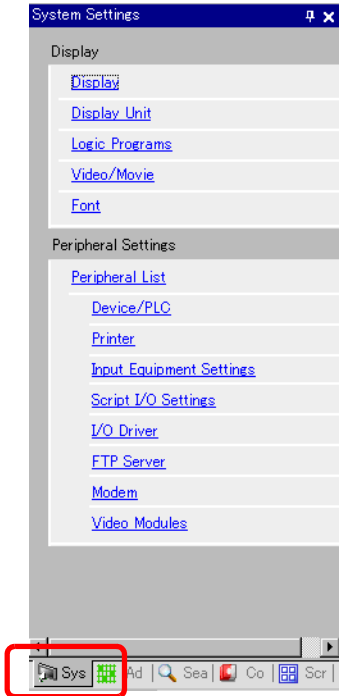 System Settings
Display
Display
Display Unit
Logic Programs
Video/Movie
Font
Peripheral Settings
Peripheral List
Device/PLC
Printer
Input Equipment Settings
Script I/O Settings
I/O Driver
FTP Server
Modem
Video Modules
Sys Ad Sea Co Scr